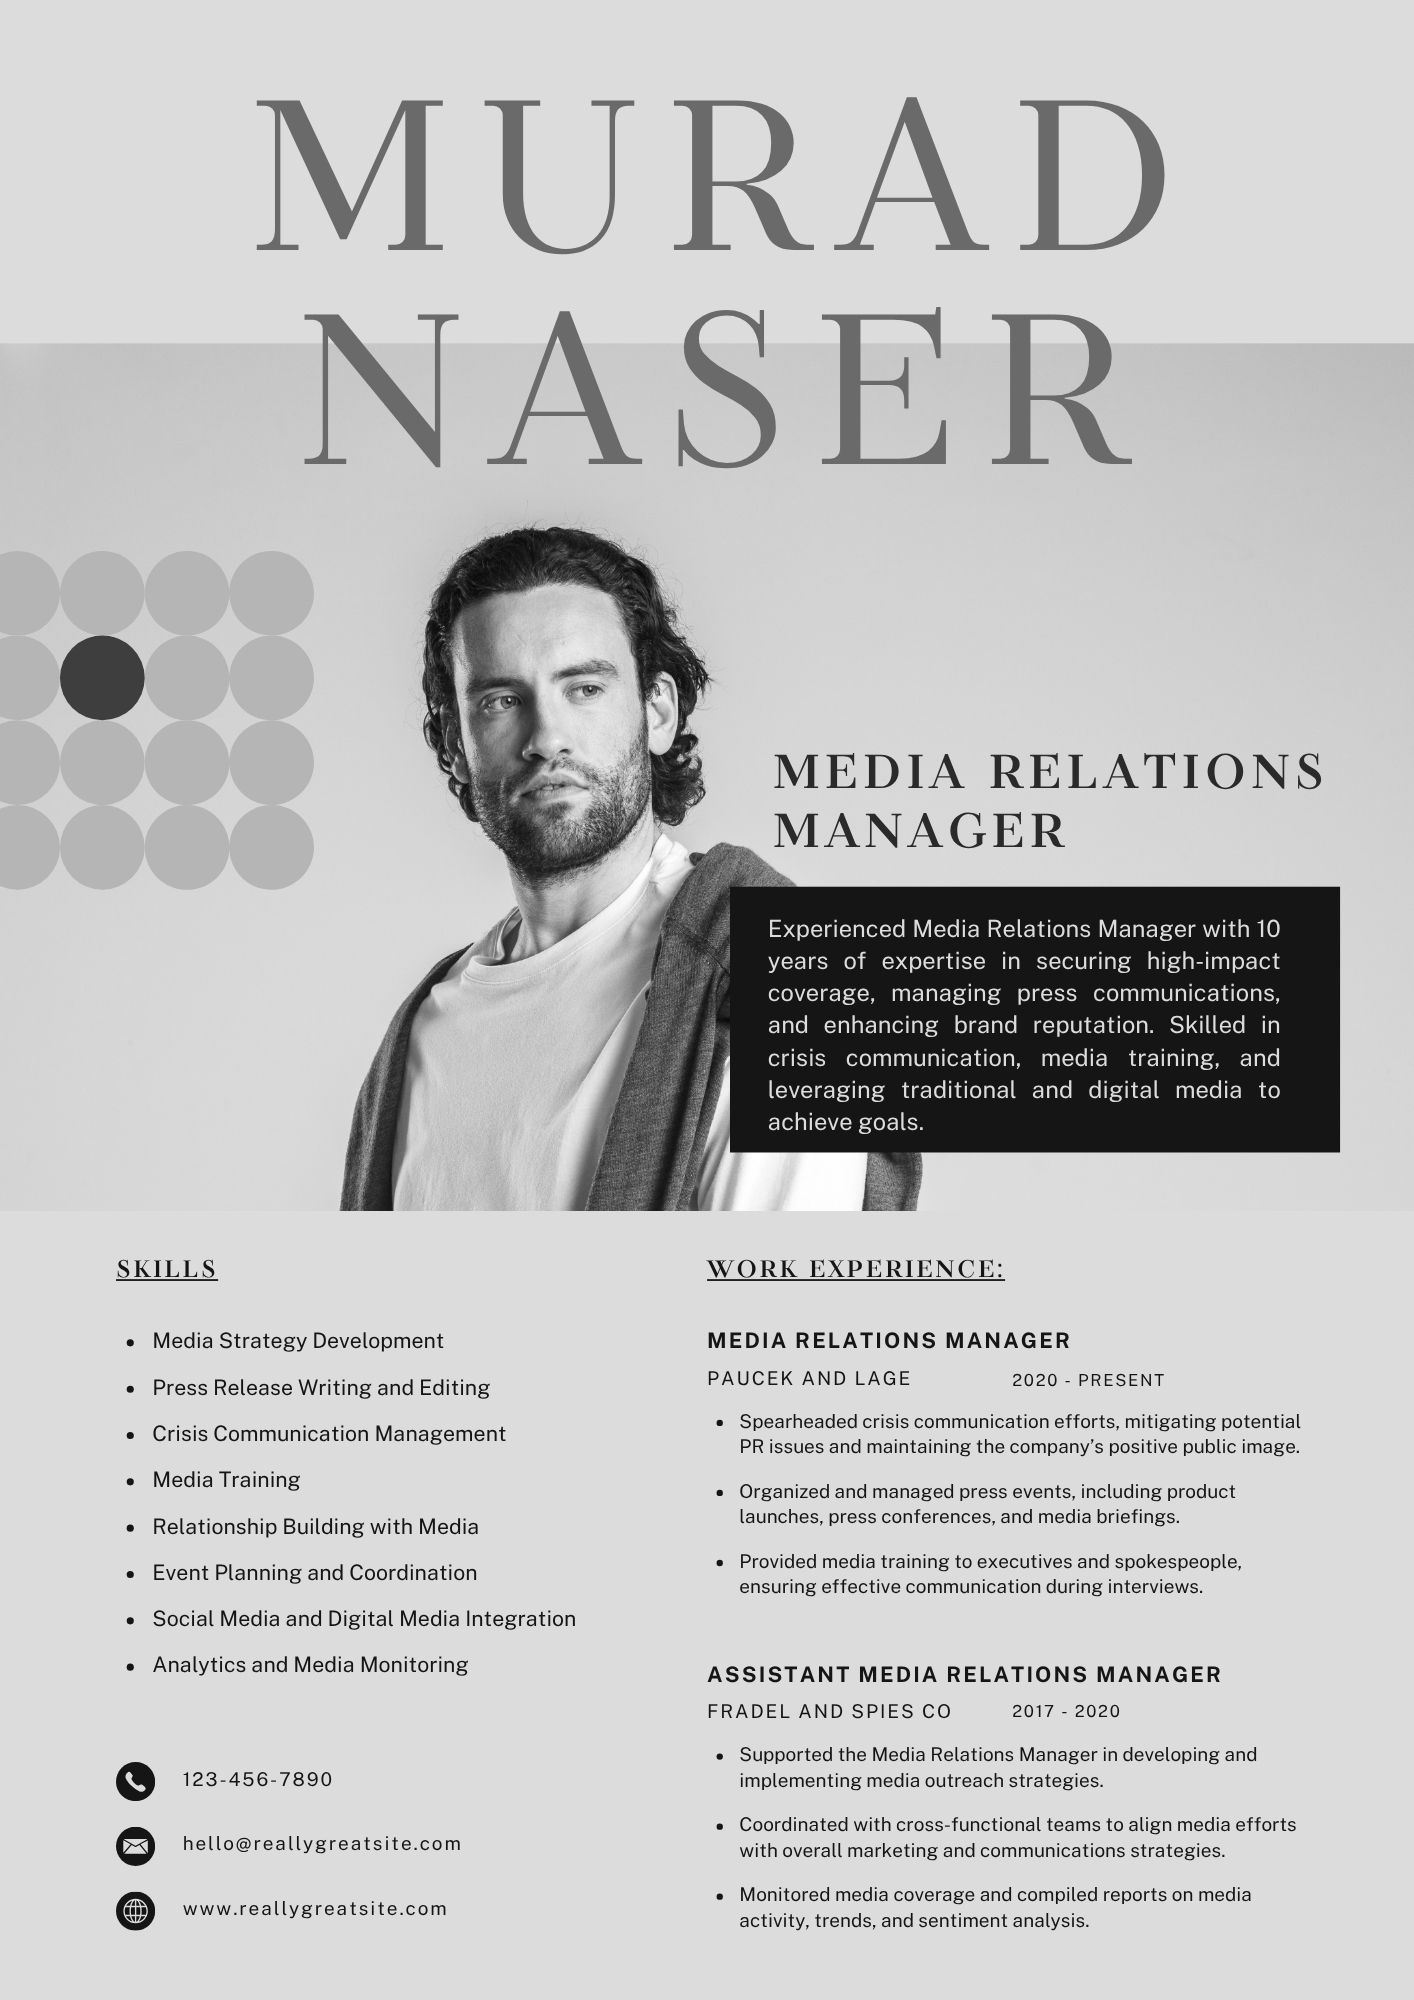 MURAD
NASER
MEDIA RELATIONS
MANAGER
Experienced Media Relations Manager with 10
years of expertise in securing high-impact
coverage, managing press communications,
and enhancing brand reputation. Skilled in
crisis communication, media training, and
leveraging traditional and digital media to
achieve goals.
SKILLS
Media Strategy Development
Press Release Writing and Editing
Crisis Communication Management
Media Training
Relationship Building with Media
Event Planning and Coordination
Social Media and Digital Media Integration
Analytics and Media Monitoring
123-456-7890
hello@reallygreatsite.com
www.reallygreatsite.com
WORK EXPERIENCE:
MEDIA RELATIONS MANAGER
PAUCEK AND LAGE 2020 - PRESENT
Spearheaded crisis communication efforts, mitigating potential
PR issues and maintaining the company’s positive public image.
Organized and managed press events, including product
launches, press conferences, and media briefings.
Provided media training to executives and spokespeople,
ensuring effective communication during interviews.
ASSISTANT MEDIA RELATIONS MANAGER
FRADEL AND SPIES CO 2017 - 2020
Supported the Media Relations Manager in developing and
implementing media outreach strategies.
Coordinated with cross-functional teams to align media efforts
with overall marketing and communications strategies.
Monitored media coverage and compiled reports on media
activity, trends, and sentiment analysis.